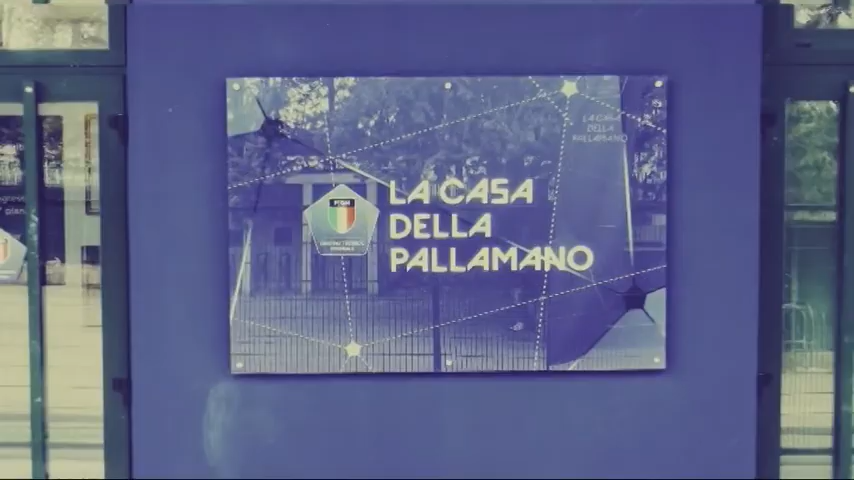 LA CASA
DELLA
PALLAMANO
FIGH
LA CASA
DELLA
PALLAMANO